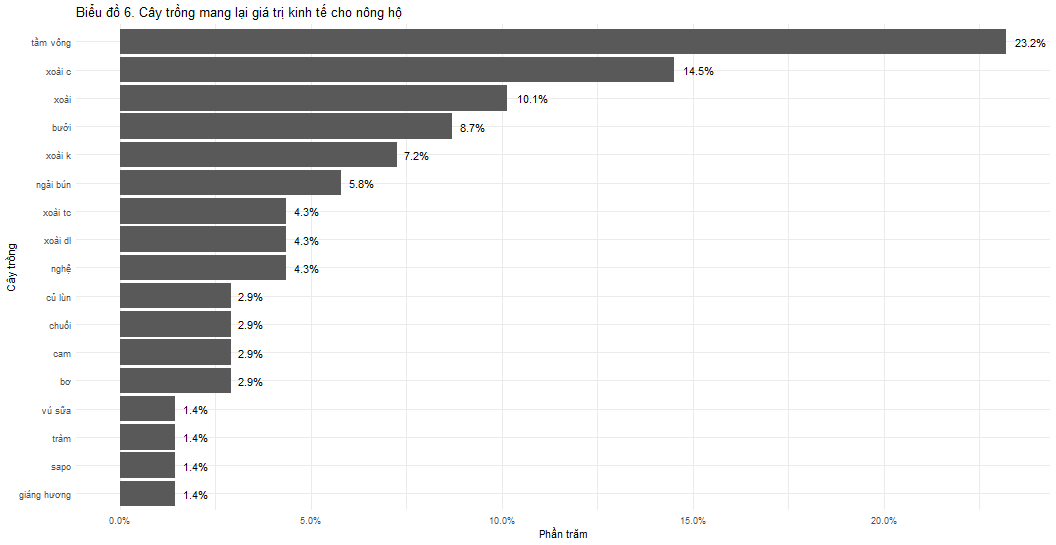 Biểu đồ 6. Cây trồng mang lại giá trị kinh tế cho nông hộ
tầm vông 23.2%
xoài c 14.5%
xoài 10.1%
bưởi 8.7%
xoài k 7.2%
ngải bún 5.8%
xoài tc 4.3%
xoài dl 4.3%
nghệ 4.3%
củ lùn 2.9%
chuối 2.9%
cam 2.9%
bơ 2.9%
vú sữa 1.4%
tràm 1.4%
sapo 1.4%
giáng hương 1.4%
Cây trồng
0.0% 5.0% 10.0% 15.0% 20.0%
Phần trăm